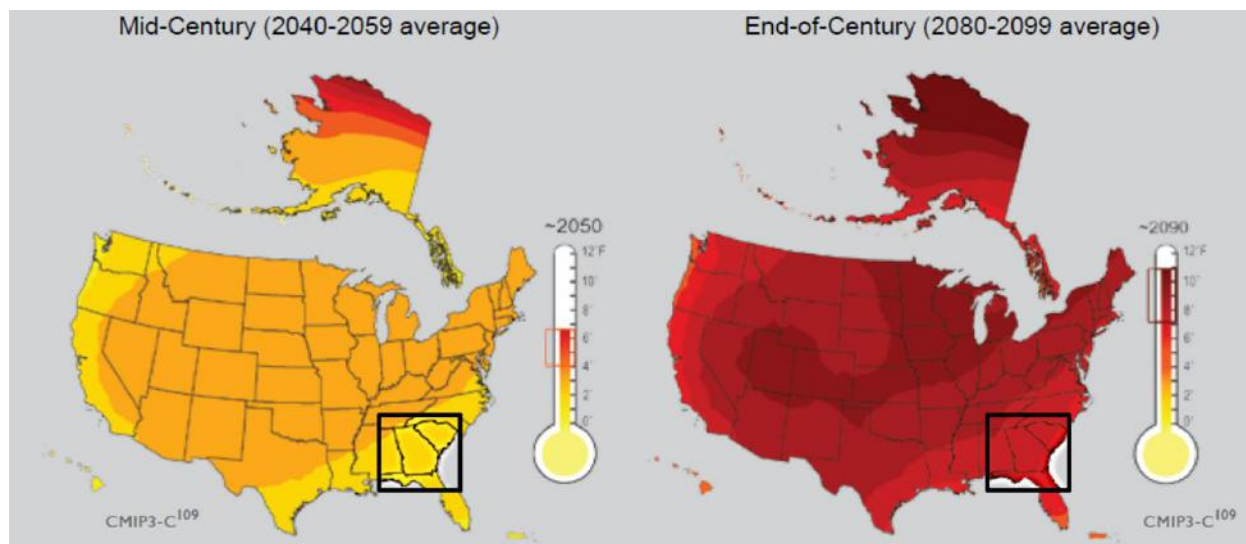 Mid-Century (2040-2059 average)
End-of-Century (2080-2099 average)
~2050
12°F
10°
8°
6°
4°
2°
0°
CMIP3-C109
~2090
12°F
10°
8°
6°
4°
2°
0°
CMIP3-C109